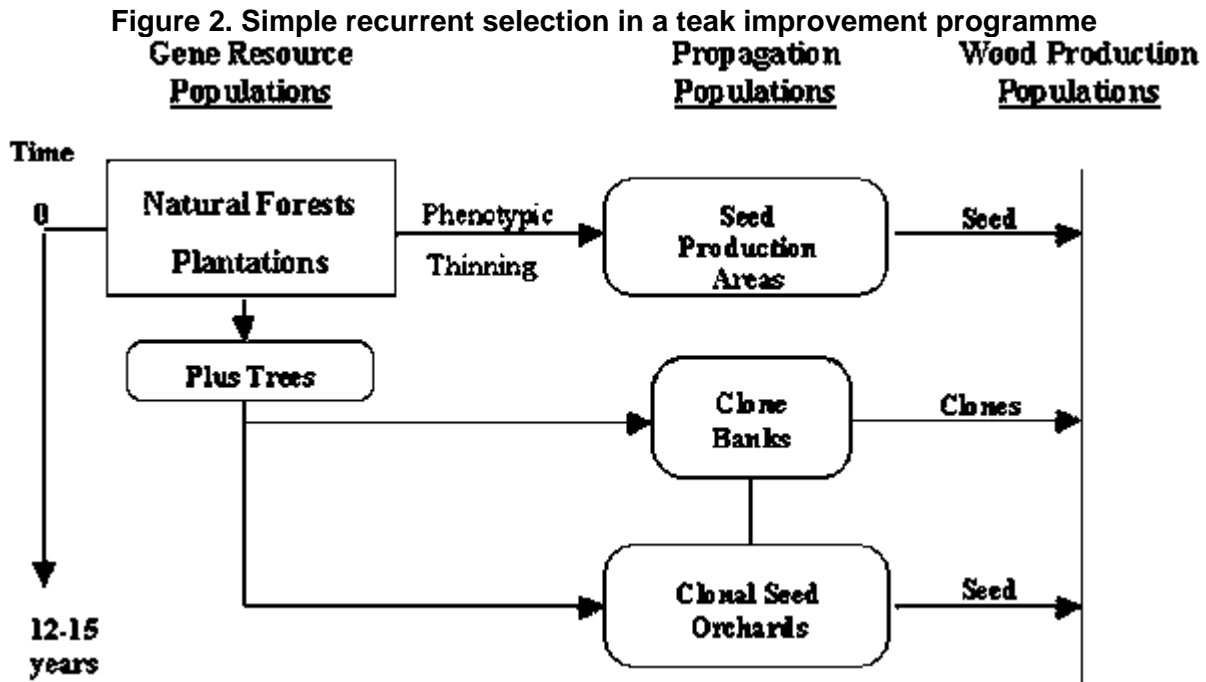 Figure 2. Simple recurrent selection in a teak improvement programme
Gene Resource
Populations
Propagation
Populations
Wood Production
Populations
Time
0
Natural Forests
Plantations
Phenotypic
Thinning
Seed
Production
Areas
Seed
Plus Trees
Clone
Banks
Clones
Clonal Seed
Orchards
Seed
12-15
years